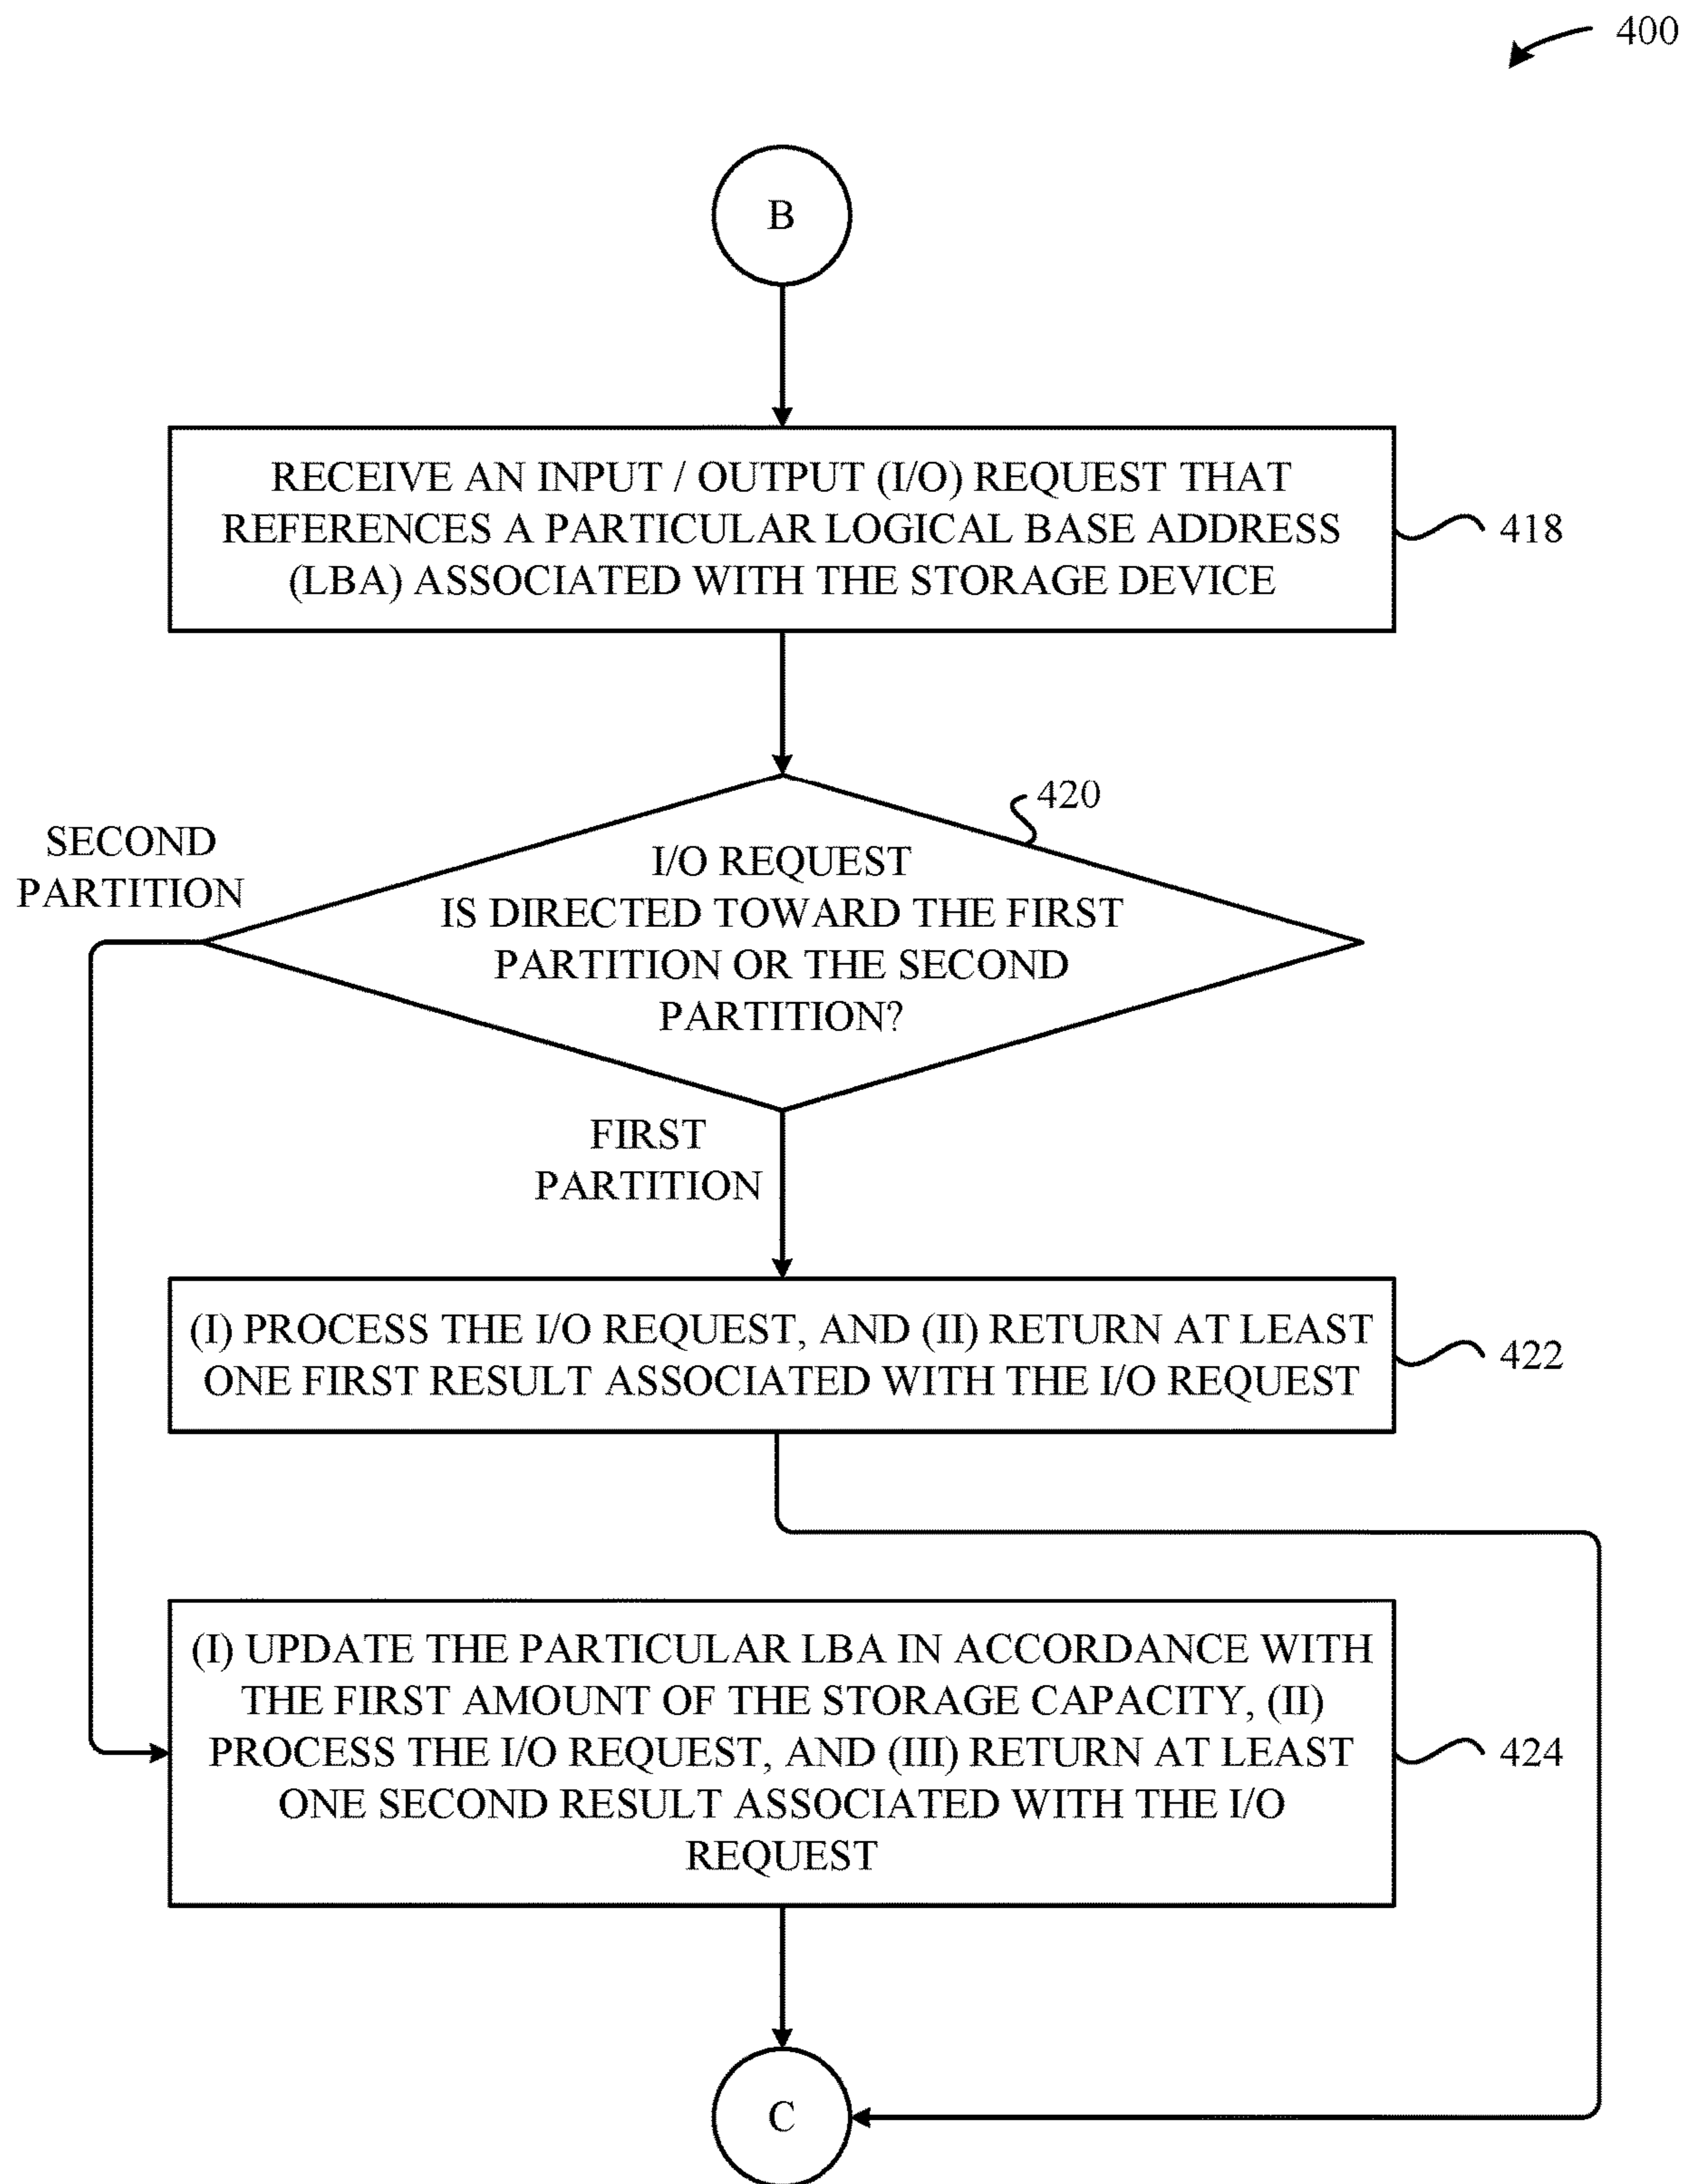 400
B
RECEIVE AN INPUT / OUTPUT (I/O) REQUEST THAT
REFERENCES A PARTICULAR LOGICAL BASE ADDRESS
(LBA) ASSOCIATED WITH THE STORAGE DEVICE
418
420
SECOND
PARTITION
I/O REQUEST
IS DIRECTED TOWARD THE FIRST
PARTITION OR THE SECOND
PARTITION?
FIRST
PARTITION
(I) PROCESS THE I/O REQUEST, AND (II) RETURN AT LEAST
ONE FIRST RESULT ASSOCIATED WITH THE I/O REQUEST
422
(I) UPDATE THE PARTICULAR LBA IN ACCORDANCE WITH
THE FIRST AMOUNT OF THE STORAGE CAPACITY, (II)
PROCESS THE I/O REQUEST, AND (III) RETURN AT LEAST
ONE SECOND RESULT ASSOCIATED WITH THE I/O
REQUEST
424
C